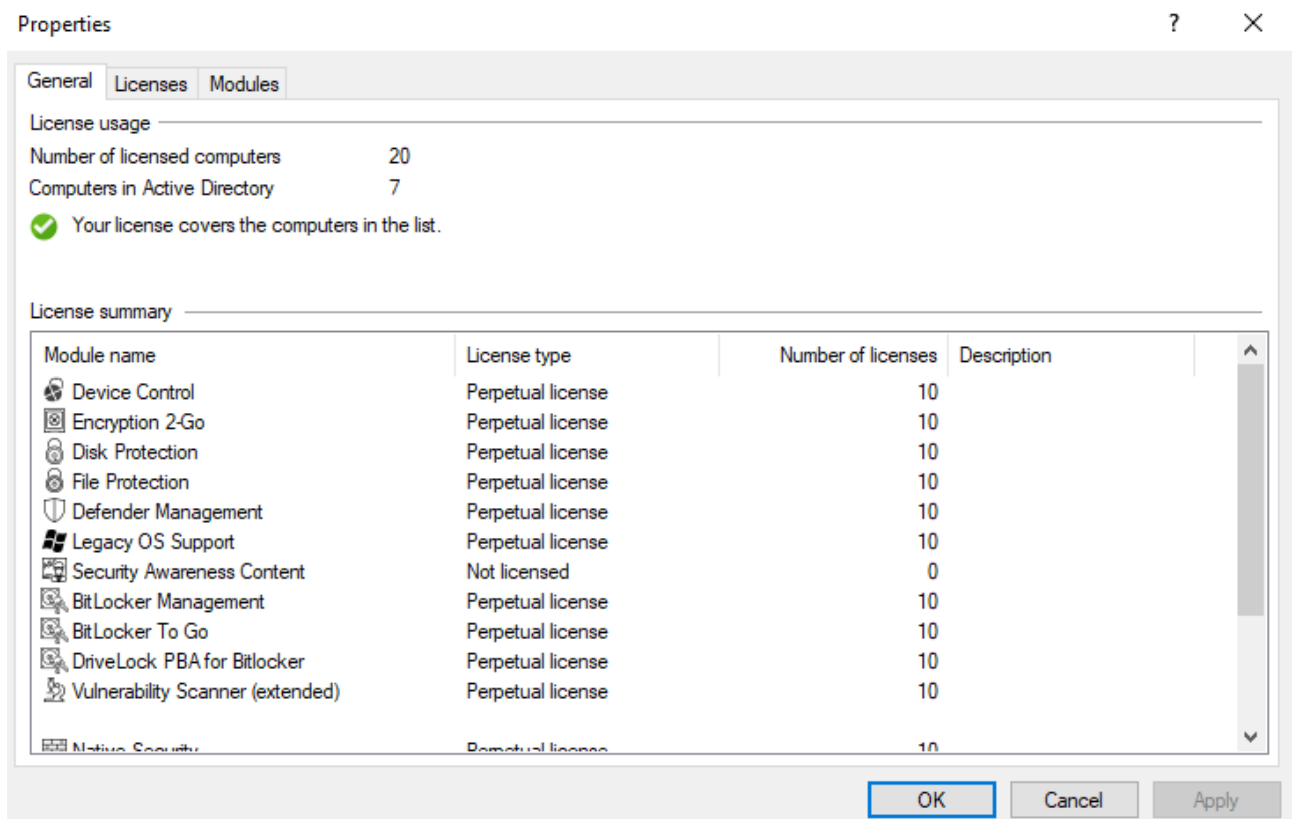 Properties ?
General Licenses Modules
License usage
Number of licensed computers 20
Computers in Active Directory 7
Your license covers the computers in the list.
License summary
Module name License type Number of licenses Description
Device Control Perpetual license 10
Encryption 2-Go Perpetual license 10
Disk Protection Perpetual license 10
File Protection Perpetual license 10
Defender Management Perpetual license 10
Legacy OS Support Perpetual license 10
Security Awareness Content Not licensed 0
BitLocker Management Perpetual license 10
BitLocker To Go Perpetual license 10
DriveLock PBA for Bitlocker Perpetual license 10
Vulnerability Scanner (extended) Perpetual license 10
Native Security Perpetual license 10
OK Cancel Apply